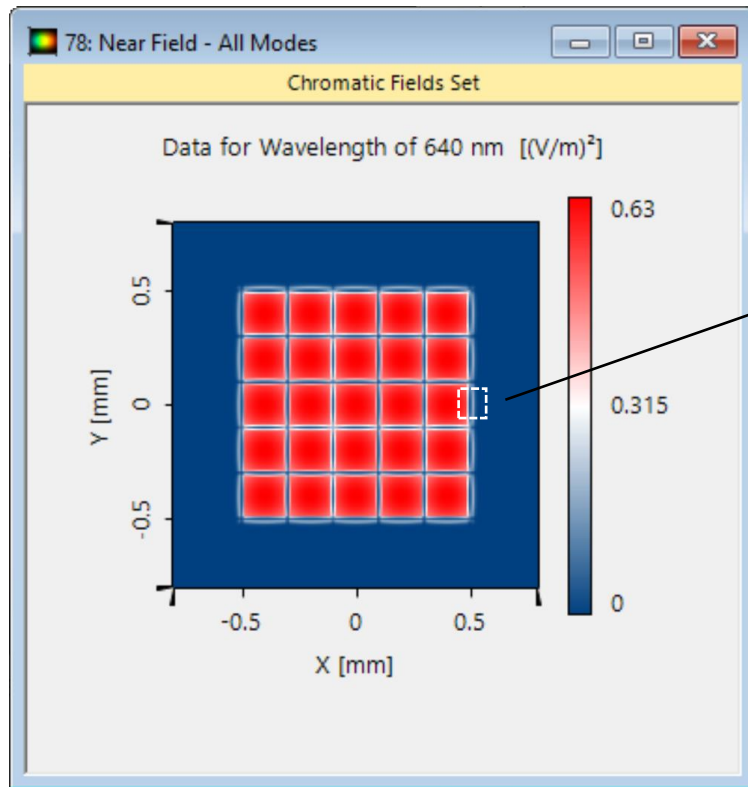 78: Near Field - All Modes
Chromatic Fields Set
Data for Wavelength of 640 nm [(V/m)²]
0.63
0.315
0
Y [mm]
0.5
0
-0.5
-0.5 0 0.5
X [mm]